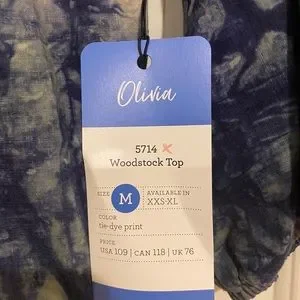 Olivia
5714
Woodstock Top
SIZE M AVAILABLE IN
XXS-XL
COLOR
tie-dye print
PRICE
USA 109 | CAN 118 | UK 76